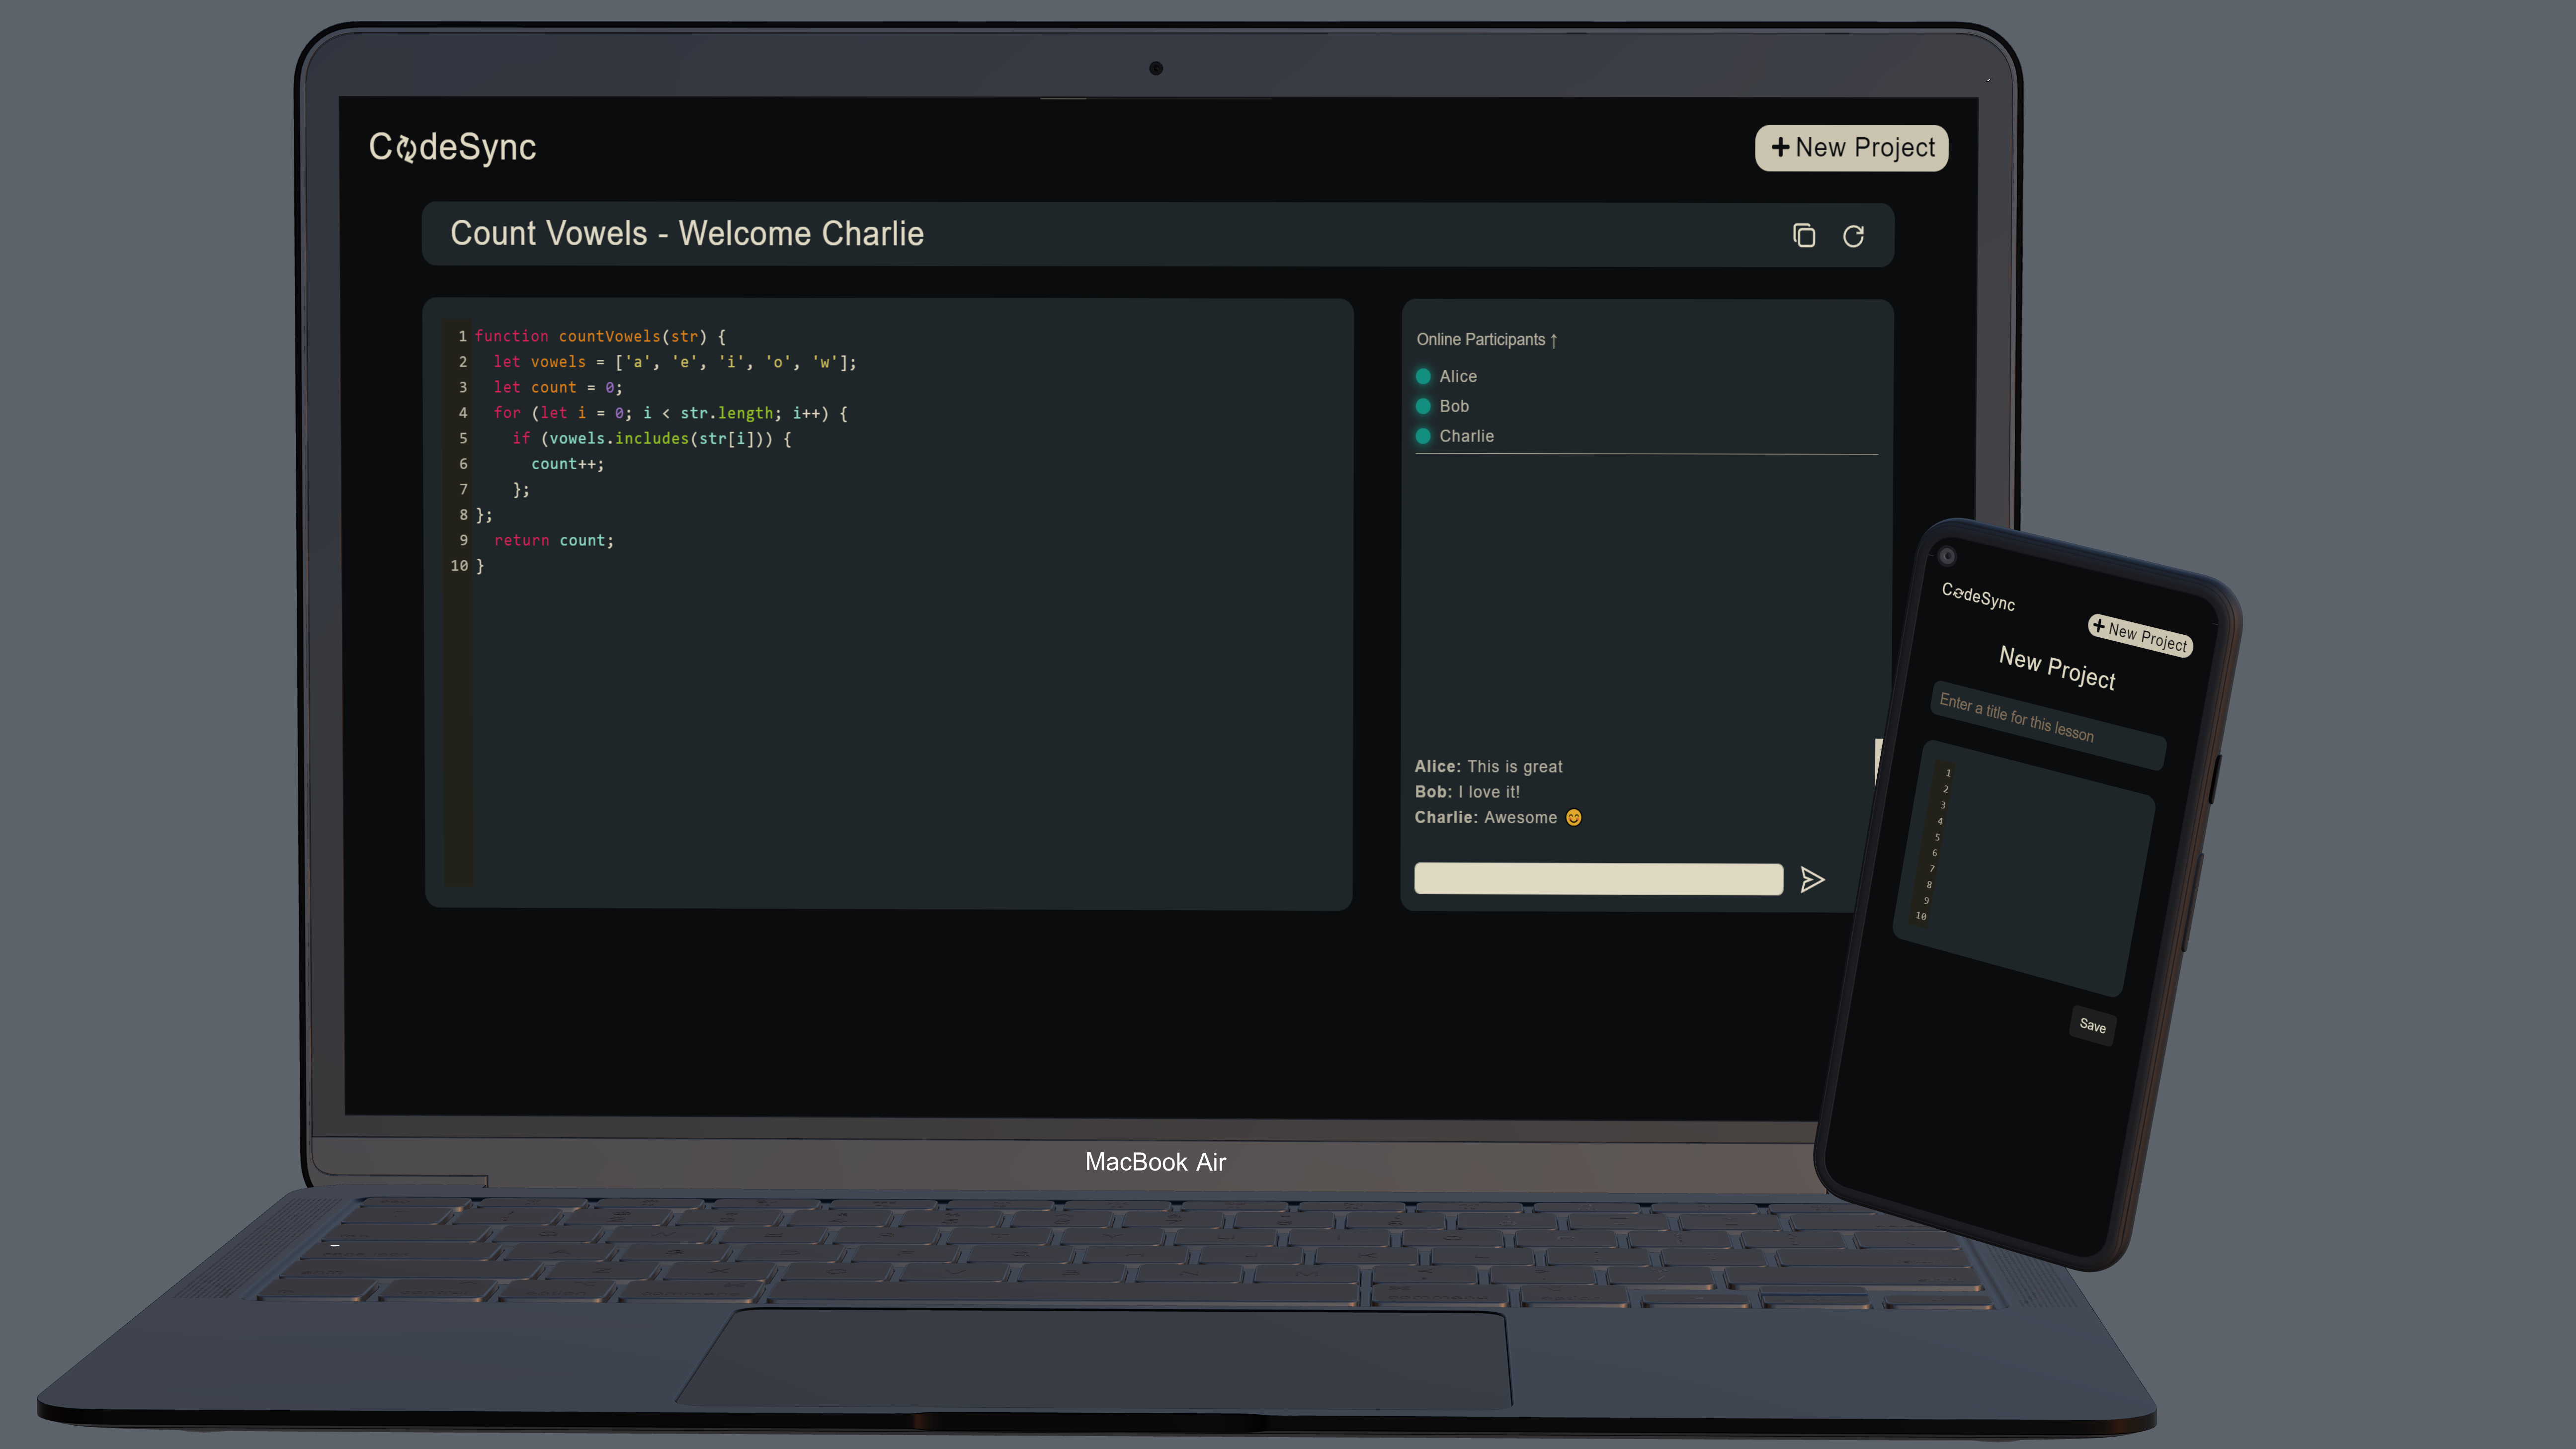 CodeSync
+ New Project
Count Vowels - Welcome Charlie
1 function countVowels(str) {
2   let vowels = ['a', 'e', 'i', 'o', 'w'];
3   let count = 0;
4   for (let i = 0; i < str.length; i++) {
5     if (vowels.includes(str[i])) {
6       count++;
7     };
8 };
9   return count;
10 }
Online Participants ↑
Alice
Bob
Charlie
Alice: This is great
Bob: I love it!
Charlie: Awesome 😊
MacBook Air
CodeSync
+ New Project
New Project
Enter a title for this lesson
1
2
3
4
5
6
7
8
9
10
Save